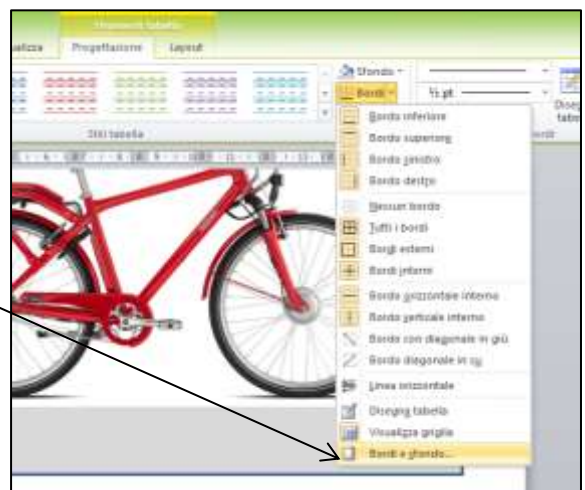 Strumenti tabella
Visualizza Progettazione Layout
Sfondo
Bordi
½ pt
Stili tabella
Bordo inferiore
Bordo superiore
Bordo sinistro
Bordo destro
Nessun bordo
Tutti i bordi
Bordi esterni
Bordi interni
Bordo orizzontale interno
Bordo verticale interno
Bordo con diagonale in giù
Bordo diagonale in su
Linea orizzontale
Disegna tabella
Visualizza griglia
Bordi e sfondo...